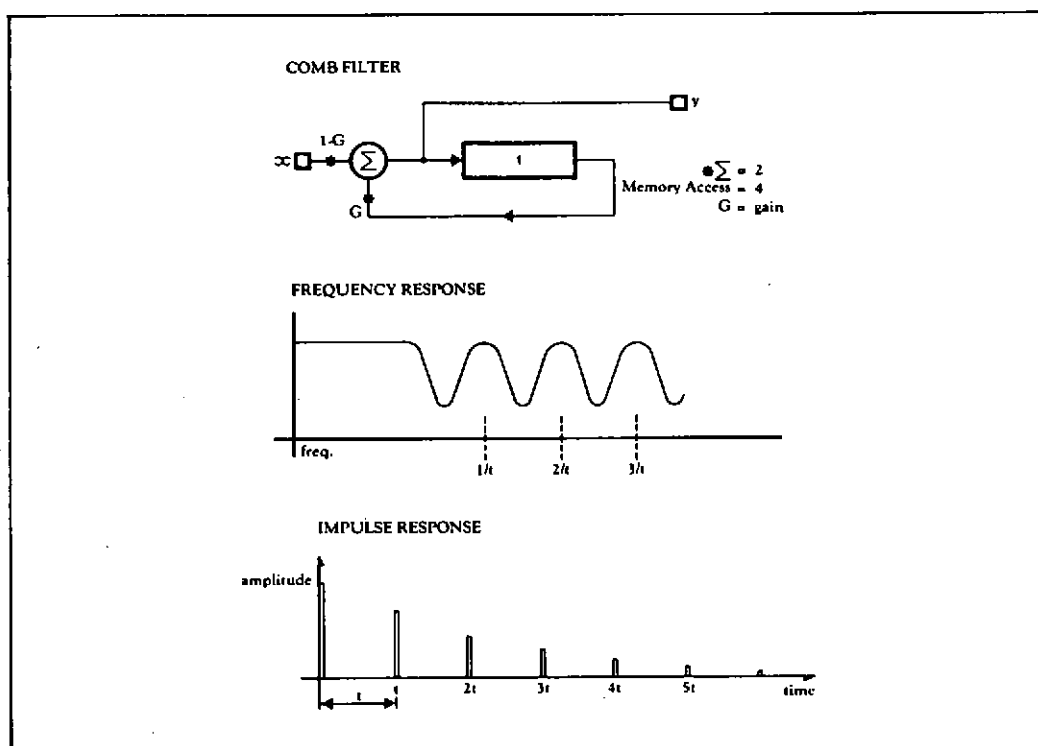 COMB FILTER
y
1-G
x
Σ
t
G
●Σ = 2
Memory Access = 4
G = gain
FREQUENCY RESPONSE
freq.
1/t
2/t
3/t
IMPULSE RESPONSE
amplitude
t
2t
3t
4t
5t
time
t